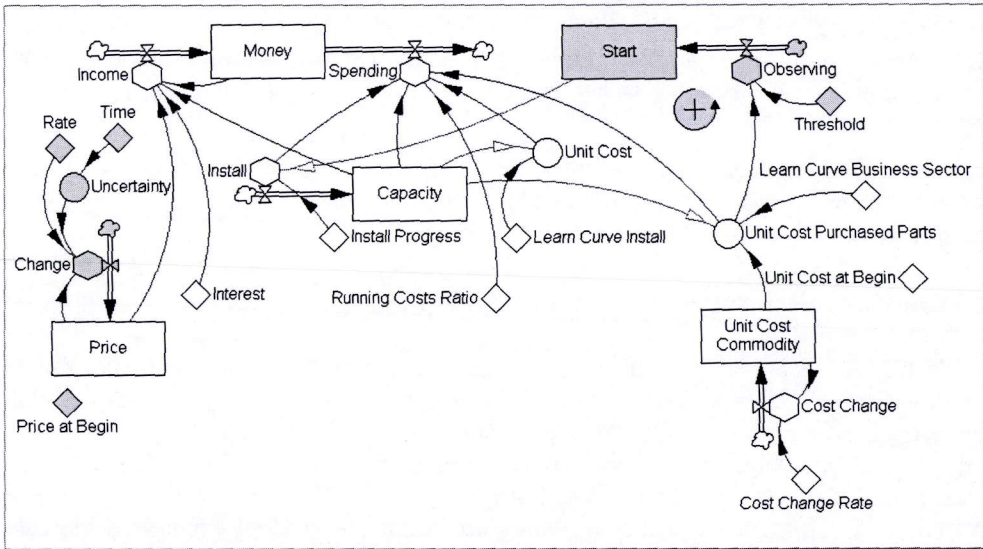 Money
Start
Income
Spending
Observing
Rate
Time
Threshold
Uncertainty
Install
Unit Cost
Capacity
Learn Curve Business Sector
Install Progress
Learn Curve Install
Unit Cost Purchased Parts
Change
Interest
Running Costs Ratio
Unit Cost at Begin
Price
Unit Cost
Commodity
Price at Begin
Cost Change
Cost Change Rate